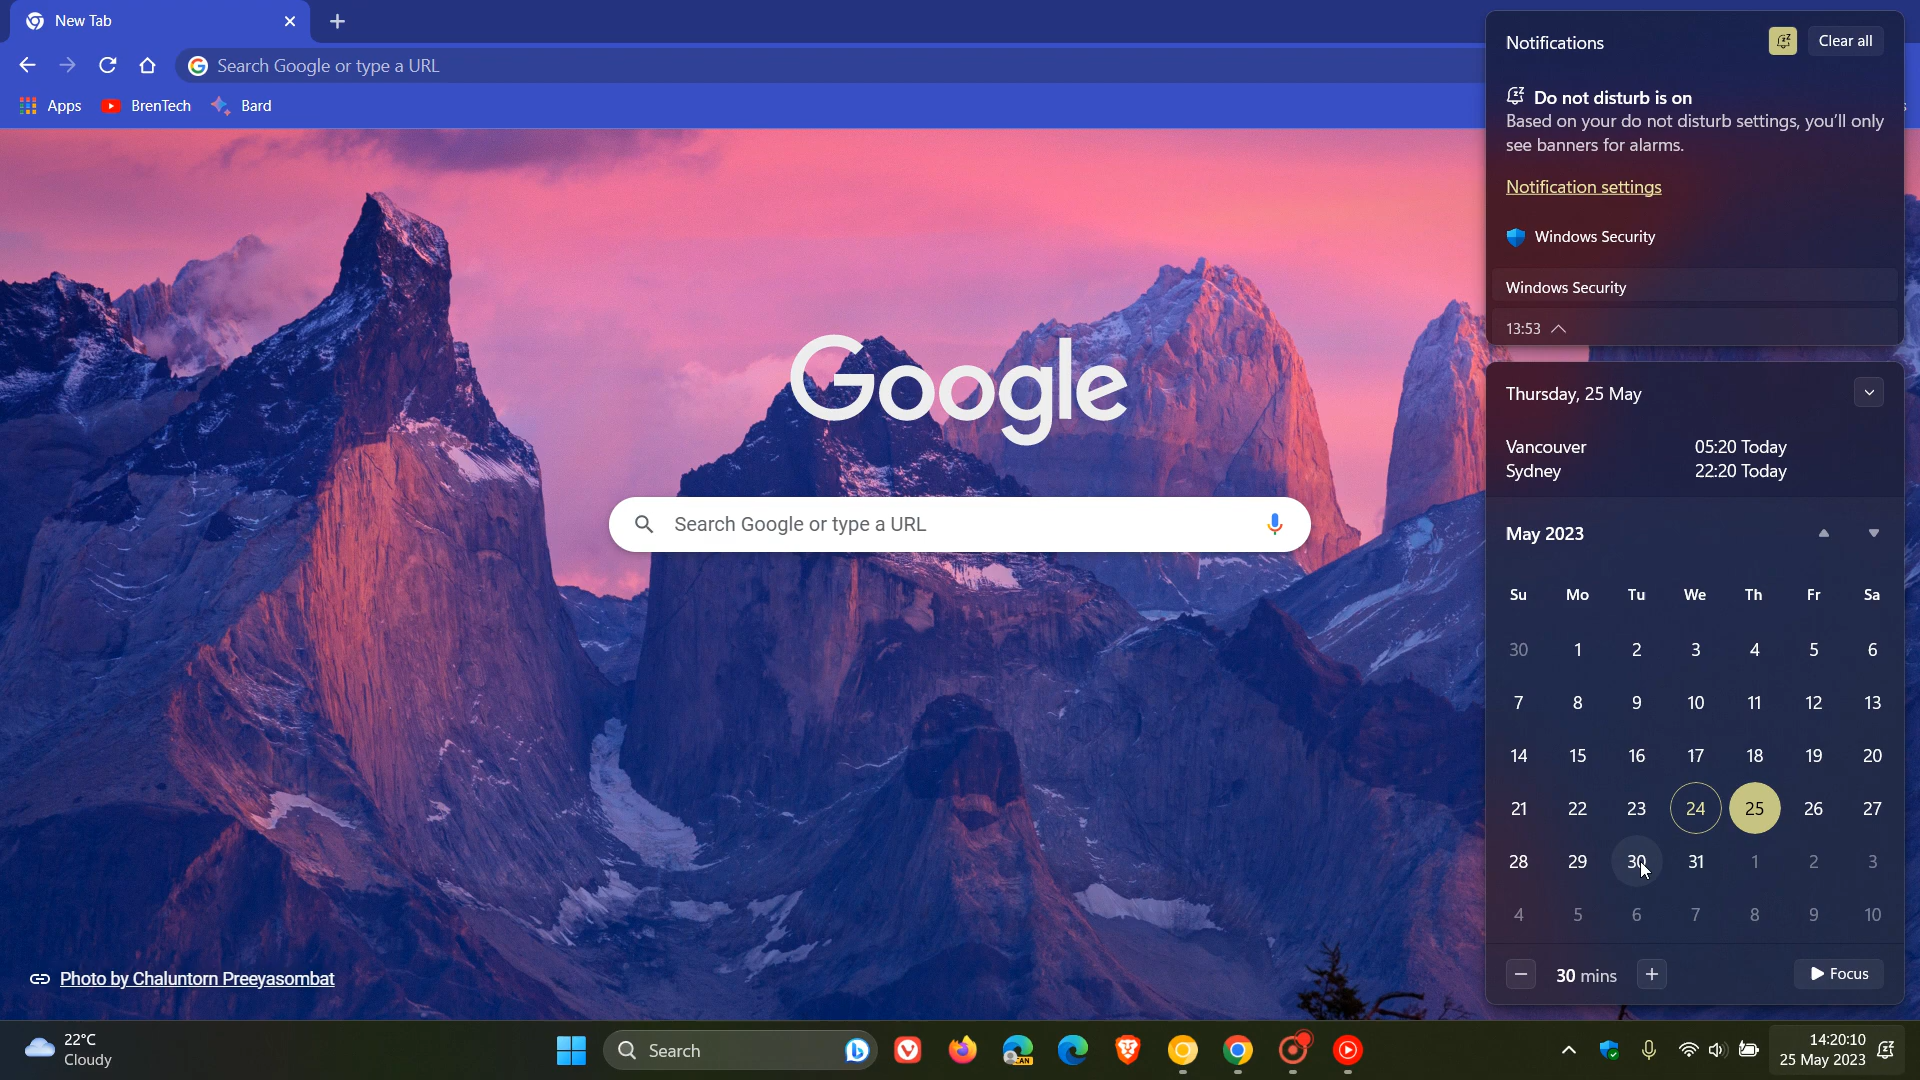 New Tab
Search Google or type a URL
Apps
BrenTech
Bard
Google
Search Google or type a URL
Photo by Chaluntorn Preeyasombat
Notifications
Clear all
Do not disturb is on
Based on your do not disturb settings, you'll only
see banners for alarms.
Notification settings
Windows Security
Windows Security
13:53
Thursday, 25 May
Vancouver 05:20 Today
Sydney 22:20 Today
May 2023
Su Mo Tu We Th Fr Sa
30 1 2 3 4 5 6
7 8 9 10 11 12 13
14 15 16 17 18 19 20
21 22 23 24 25 26 27
28 29 30 31 1 2 3
4 5 6 7 8 9 10
30 mins
Focus
22°C
Cloudy
Search
CAN
14:20:10
25 May 2023